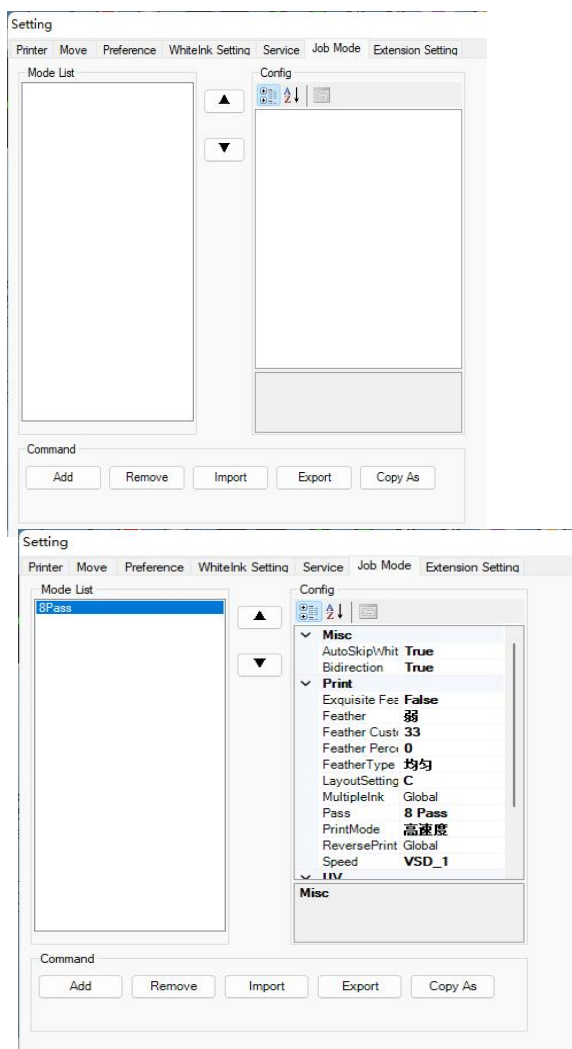 Setting
Printer Move Preference WhiteInk Setting Service Job Mode Extension Setting
Mode List
Config
Command
Add Remove Import Export Copy As
Setting
Printer Move Preference WhiteInk Setting Service Job Mode Extension Setting
Mode List
Config
8Pass
Misc
AutoSkipWhit True
Bidirection True
Print
Exquisite Fea False
Feather 弱
Feather Custo 33
Feather Perce 0
FeatherType 均匀
LayoutSetting C
MultipleInk Global
Pass 8 Pass
PrintMode 高速度
ReversePrint Global
Speed VSD_1
UV
Misc
Command
Add Remove Import Export Copy As